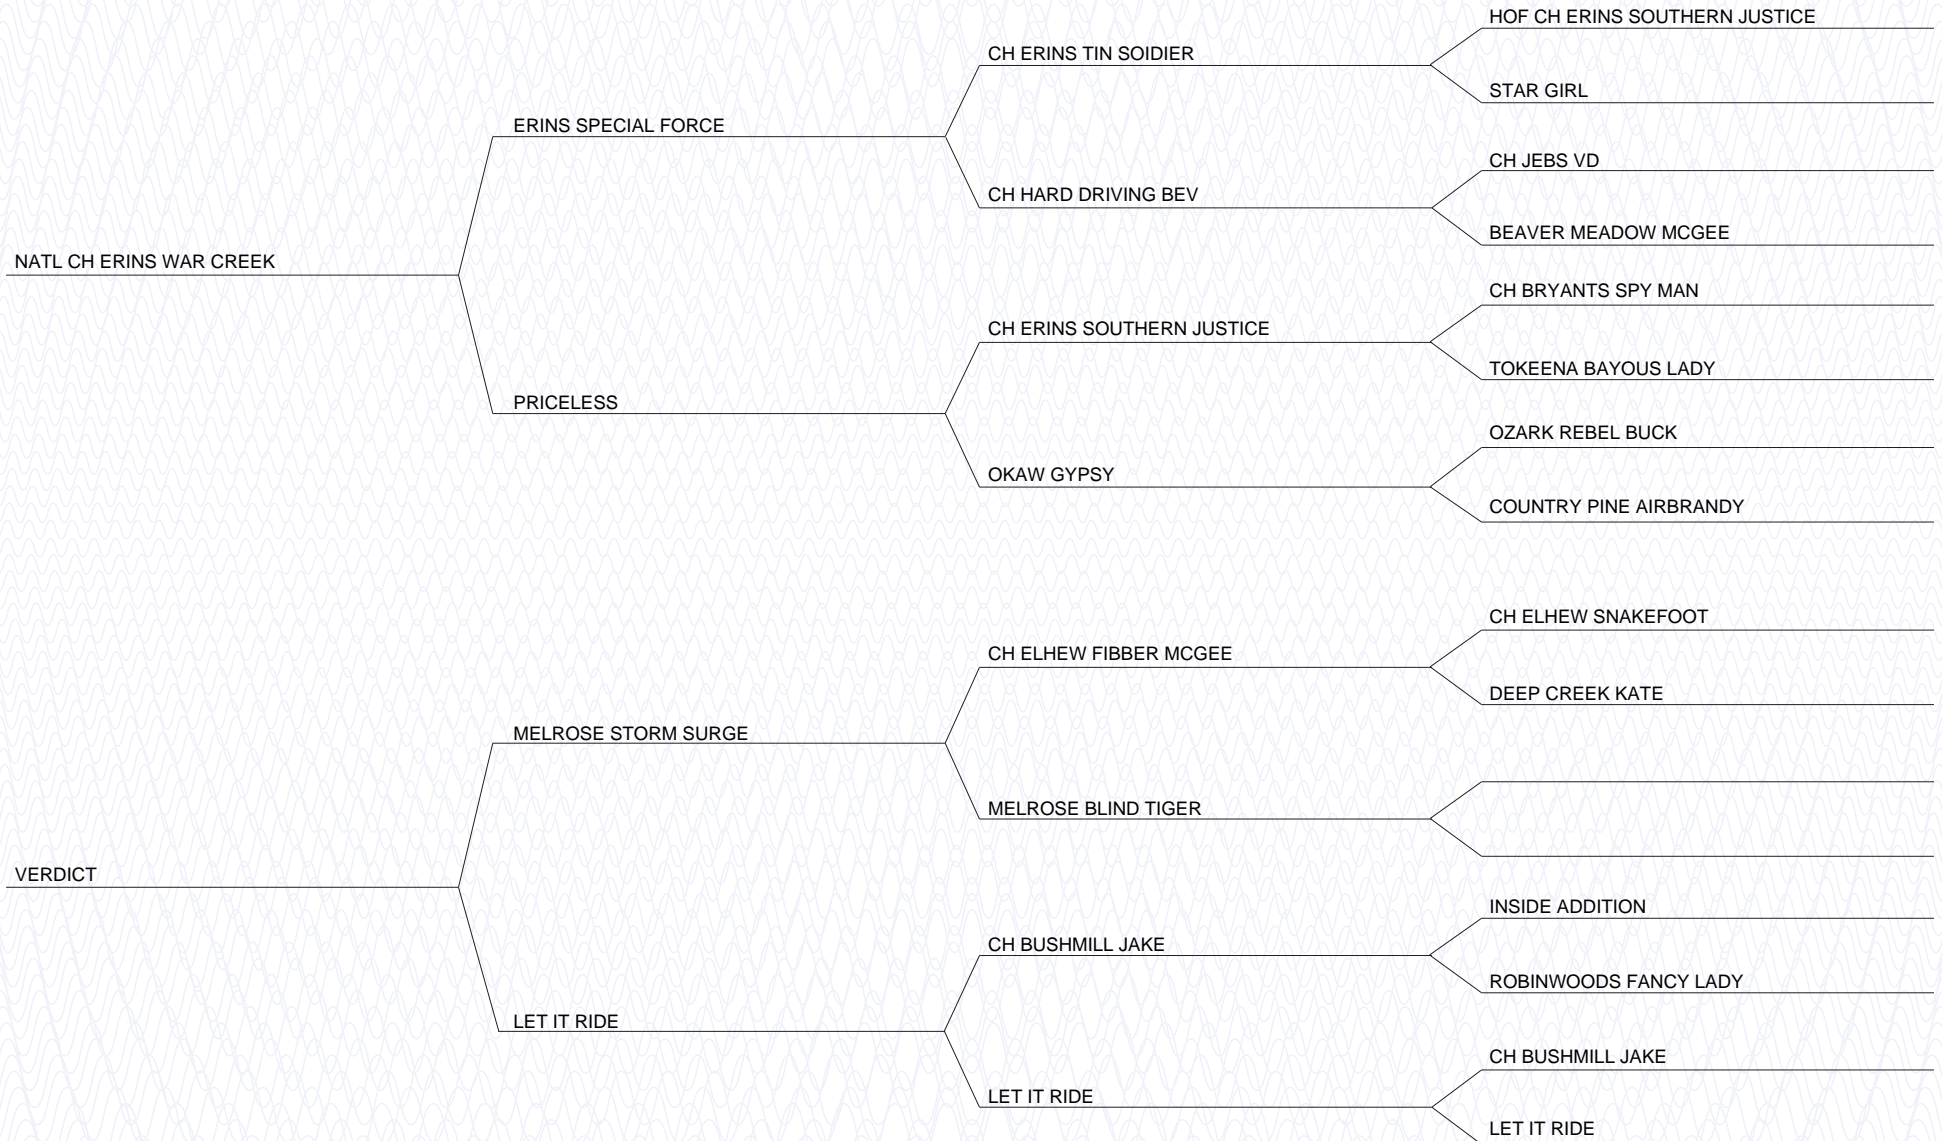 HOF CH ERINS SOUTHERN JUSTICE
CH ERINS TIN SOIDIER
STAR GIRL
ERINS SPECIAL FORCE
CH JEBS VD
CH HARD DRIVING BEV
BEAVER MEADOW MCGEE
NATL CH ERINS WAR CREEK
CH BRYANTS SPY MAN
CH ERINS SOUTHERN JUSTICE
TOKEENA BAYOUS LADY
PRICELESS
OZARK REBEL BUCK
OKAW GYPSY
COUNTRY PINE AIRBRANDY
CH ELHEW SNAKEFOOT
CH ELHEW FIBBER MCGEE
DEEP CREEK KATE
MELROSE STORM SURGE
MELROSE BLIND TIGER
VERDICT
INSIDE ADDITION
CH BUSHMILL JAKE
ROBINWOODS FANCY LADY
LET IT RIDE
CH BUSHMILL JAKE
LET IT RIDE
LET IT RIDE